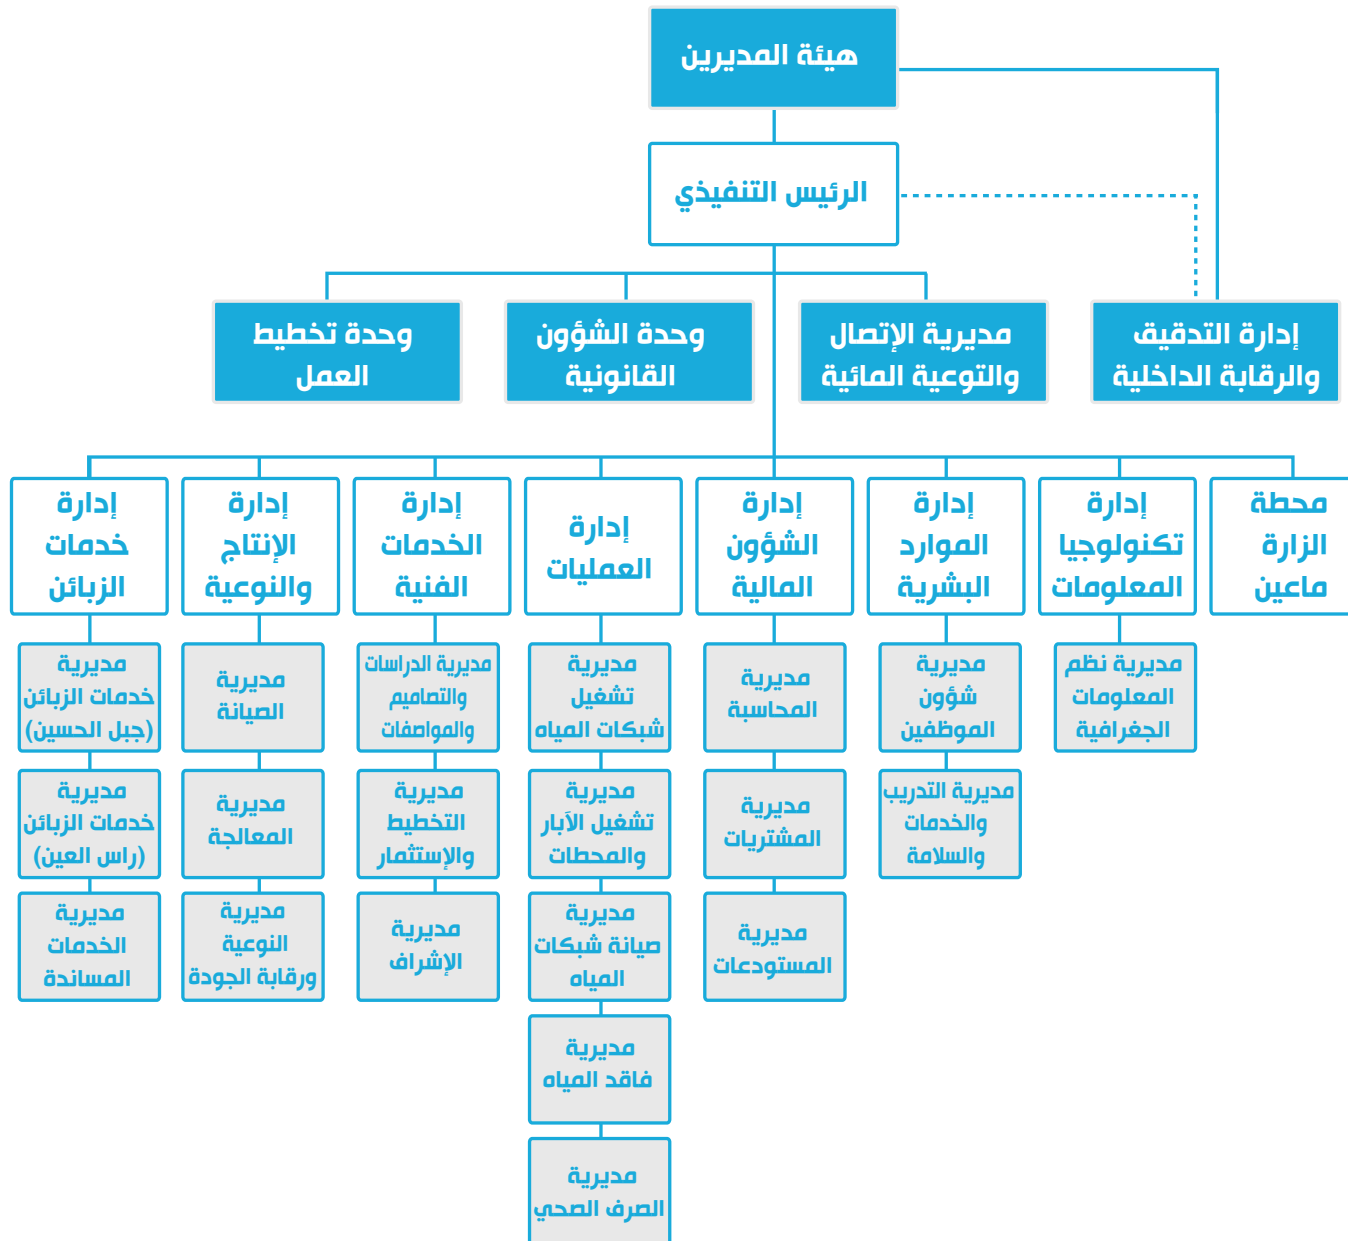 هيئة المديرين
الرئيس التنفيذي
إدارة التدقيق
والرقابة الداخلية
مديرية الإتصال
والتوعية المائية
وحدة الشؤون
القانونية
وحدة تخطيط
العمل
محطة
الزارة
ماعين
إدارة
تكنولوجيا
المعلومات
إدارة
الموارد
البشرية
إدارة
الشؤون
المالية
إدارة
العمليات
إدارة
الخدمات
الفنية
إدارة
الإنتاج
والنوعية
إدارة
خدمات
الزبائن
مديرية نظم
المعلومات
الجغرافية
مديرية
شؤون
الموظفين
مديرية التدريب
والخدمات
والسلامة
مديرية
المحاسبة
مديرية
المشتريات
مديرية
المستودعات
مديرية
تشغيل
شبكات المياه
مديرية
تشغيل الآبار
والمحطات
مديرية
صيانة شبكات
المياه
مديرية
فاقد المياه
مديرية
الصرف الصحي
مديرية الدراسات
والتصاميم
والمواصفات
مديرية
التخطيط
والإستثمار
مديرية
الإشراف
مديرية
الصيانة
مديرية
المعالجة
مديرية
النوعية
ورقابة الجودة
مديرية
خدمات الزبائن
(جبل الحسين)
مديرية
خدمات الزبائن
(راس العين)
مديرية
الخدمات
المساندة